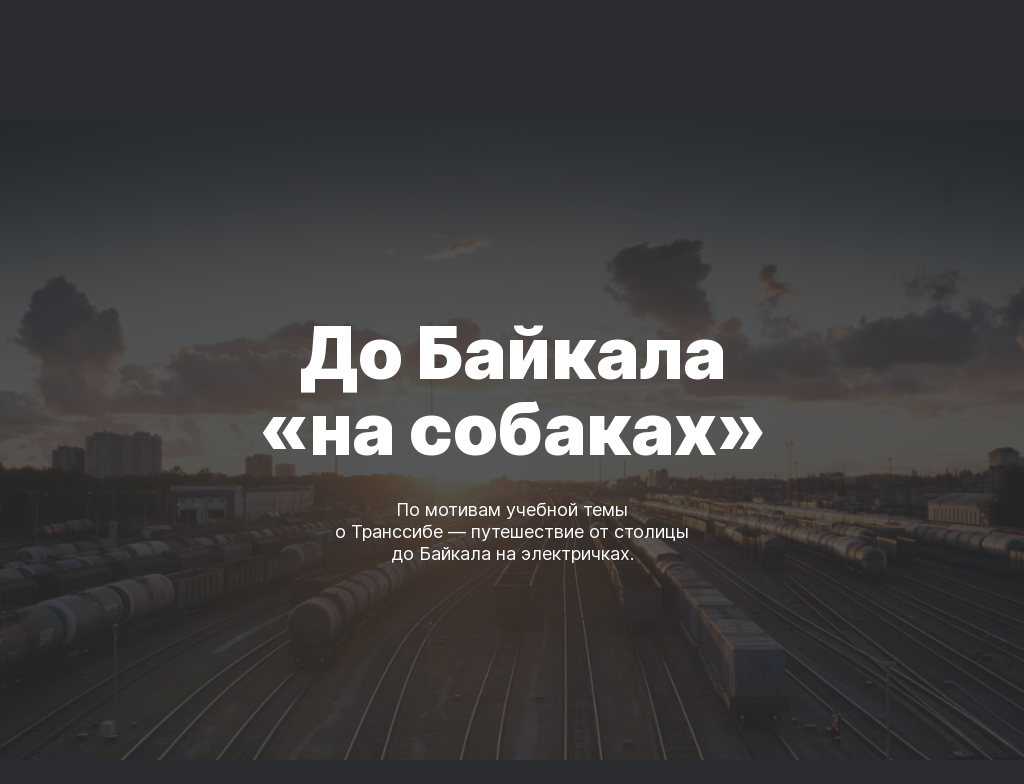 До Байкала
«на собаках»
По мотивам учебной темы
о Транссибе — путешествие от столицы
до Байкала на электричках.